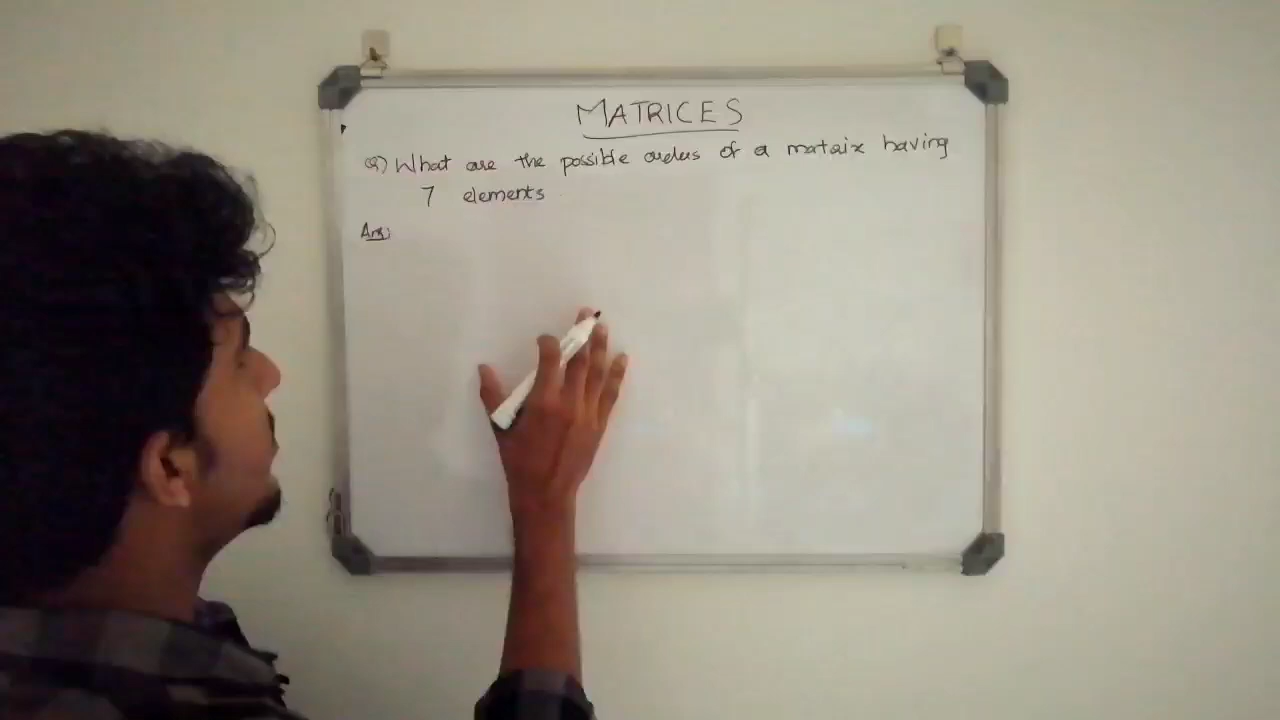 MATRICES
Q) What are the possible orders of a matrix having
7 elements
Ans: